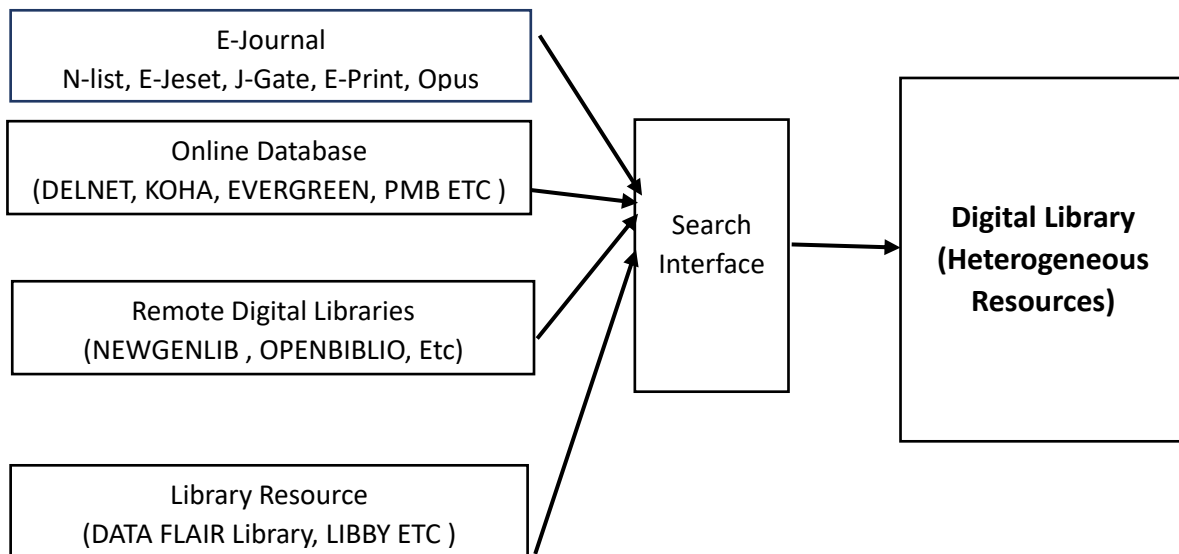 E-Journal
N-list, E-Jeset, J-Gate, E-Print, Opus
Online Database
(DELNET, KOHA, EVERGREEN, PMB ETC )
Remote Digital Libraries
(NEWGENLIB , OPENBIBLIO, Etc)
Library Resource
(DATA FLAIR Library, LIBBY ETC )
Search
Interface
Digital Library
(Heterogeneous
Resources)